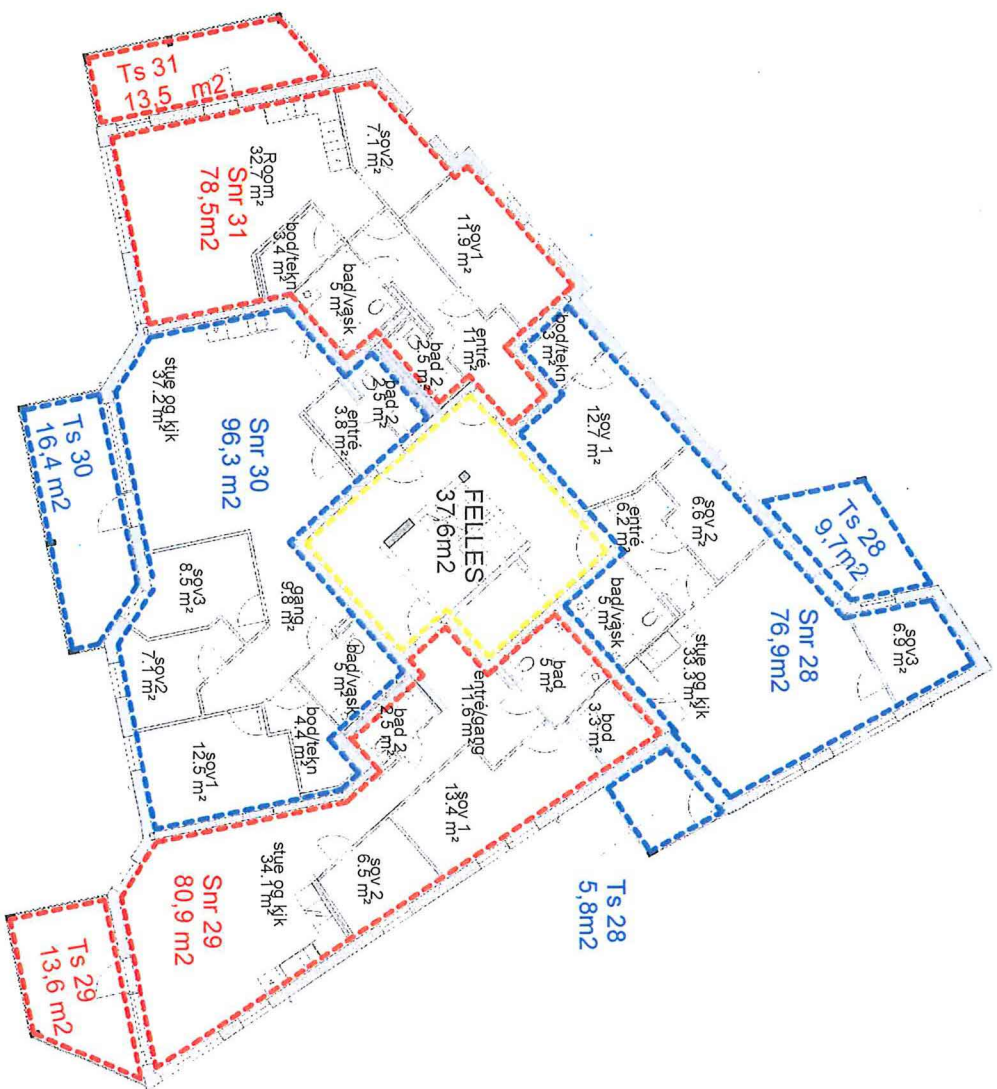 Ts 31
13,5 m2
sov2
7.1 m²
Room
32.7 m²
Snr 31
78,5m2
sov1
11.9 m²
bod/tekn
3.4 m²
bad/vask
5 m²
bad 2
2.5 m²
entré
11 m²
bod/tekn
3 m²
stue og kjk
37.2 m²
Snr 30
96,3 m2
bad 2
2.5 m²
entré
3.8 m²
Ts 30
16,4 m2
sov3
8.5 m²
gang
9.8 m²
sov2
7.1 m²
bad/vask
5 m²
bod/tekn
4.4 m²
sov1
12.5 m²
FELLES
37,6m2
sov 1
12.7 m²
sov 2
6.6 m²
entré
6.2 m²
bad/vask
5 m²
stue og kjk
33.3 m²
Ts 28
9.7m2
Snr 28
76,9m2
sov3
6.9 m²
bad
5 m²
bod
3.3 m²
entré/gang
11.6 m²
bad 2
2.5 m²
sov 1
13.4 m²
sov 2
6.5 m²
stue og kjk
34.1 m²
Snr 29
80,9 m2
Ts 28
5,8m2
Ts 29
13,6 m2